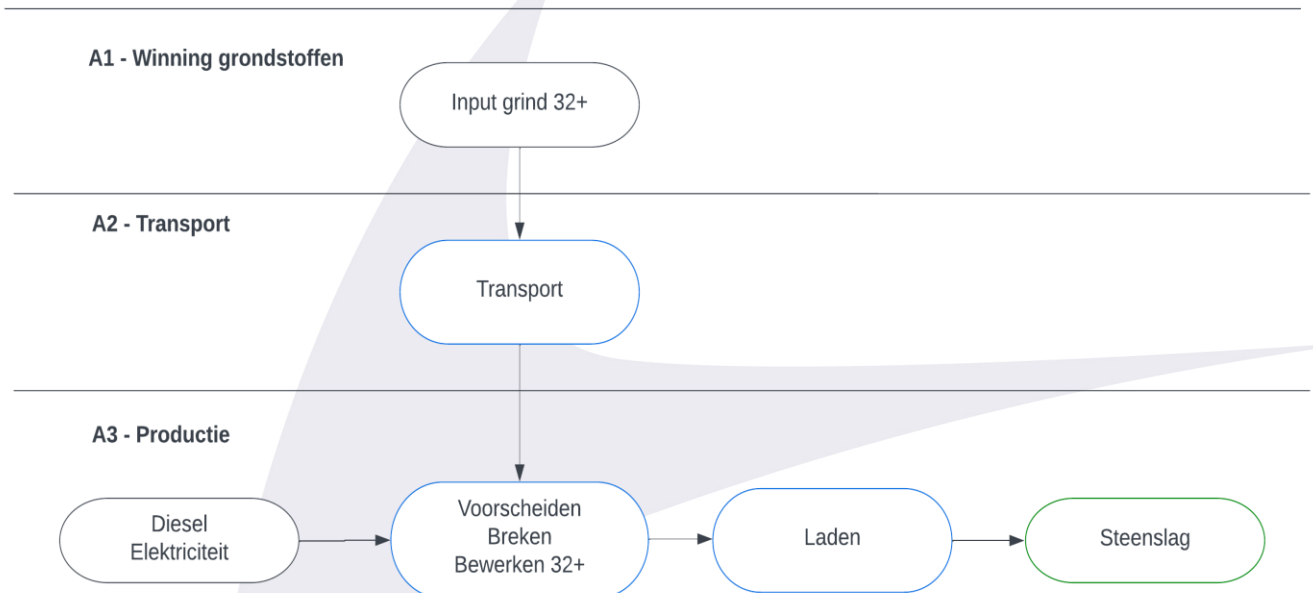 A1 - Winning grondstoffen
Input grind 32+
A2 - Transport
Transport
A3 - Productie
Diesel
Elektriciteit
Voorscheiden
Breken
Bewerken 32+
Laden
Steenslag